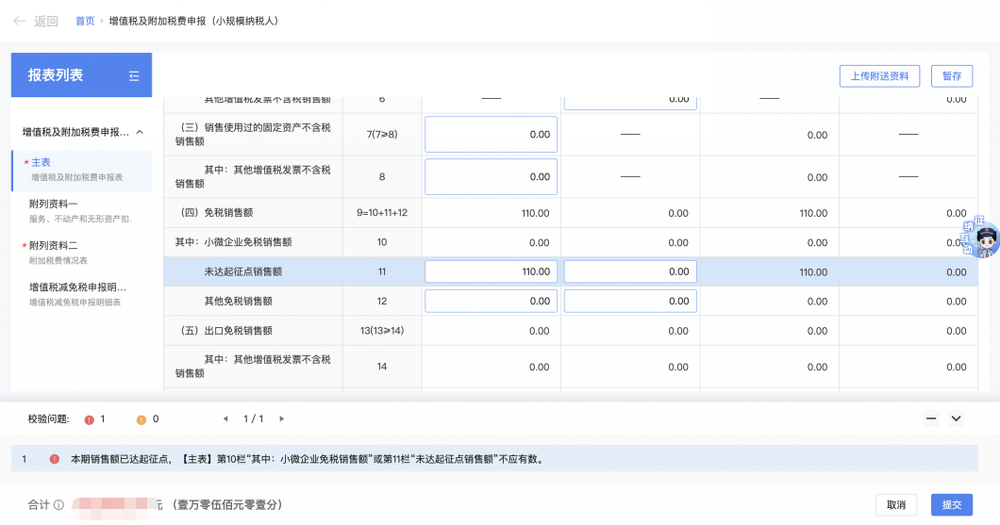 返回 首页 › 增值税及附加税费申报（小规模纳税人）
报表列表
上传附送资料 暂存
增值税及附加税费申报...
* 主表
增值税及附加税费申报表
附列资料一
服务、不动产和无形资产扣.
* 附列资料二
附加税费情况表
增值税减免税申报明...
增值税减免税申报明细表
其他增值税发票不含税销售额 6 —— 0.00 —— 0.00
（三）销售使用过的固定资产不含税
销售额 7(7≥8) 0.00 —— 0.00 ——
其中：其他增值税发票不含税
销售额 8 0.00 —— 0.00 ——
（四）免税销售额 9=10+11+12 110.00 0.00 110.00 0.00
其中：小微企业免税销售额 10 0.00 0.00 0.00 0.00
未达起征点销售额 11 110.00 0.00 110.00 0.00
其他免税销售额 12 0.00 0.00 0.00 0.00
（五）出口免税销售额 13(13≥14) 0.00 0.00 0.00 0.00
其中：其他增值税发票不含税
销售额 14 0.00 0.00 0.00 0.00
征纳互动
校验问题: 1 0 1 / 1
1 本期销售额已达起征点，【主表】第10栏“其中：小微企业免税销售额”或第11栏“未达起征点销售额”不应有数。
合计 元 （壹万零伍佰元零壹分） 取消 提交